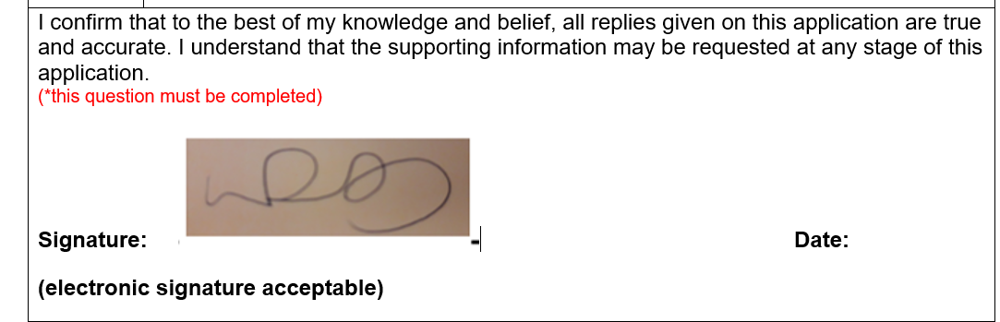 I confirm that to the best of my knowledge and belief, all replies given on this application are true
and accurate. I understand that the supporting information may be requested at any stage of this
application.
(*this question must be completed)
Signature: Date:
(electronic signature acceptable)